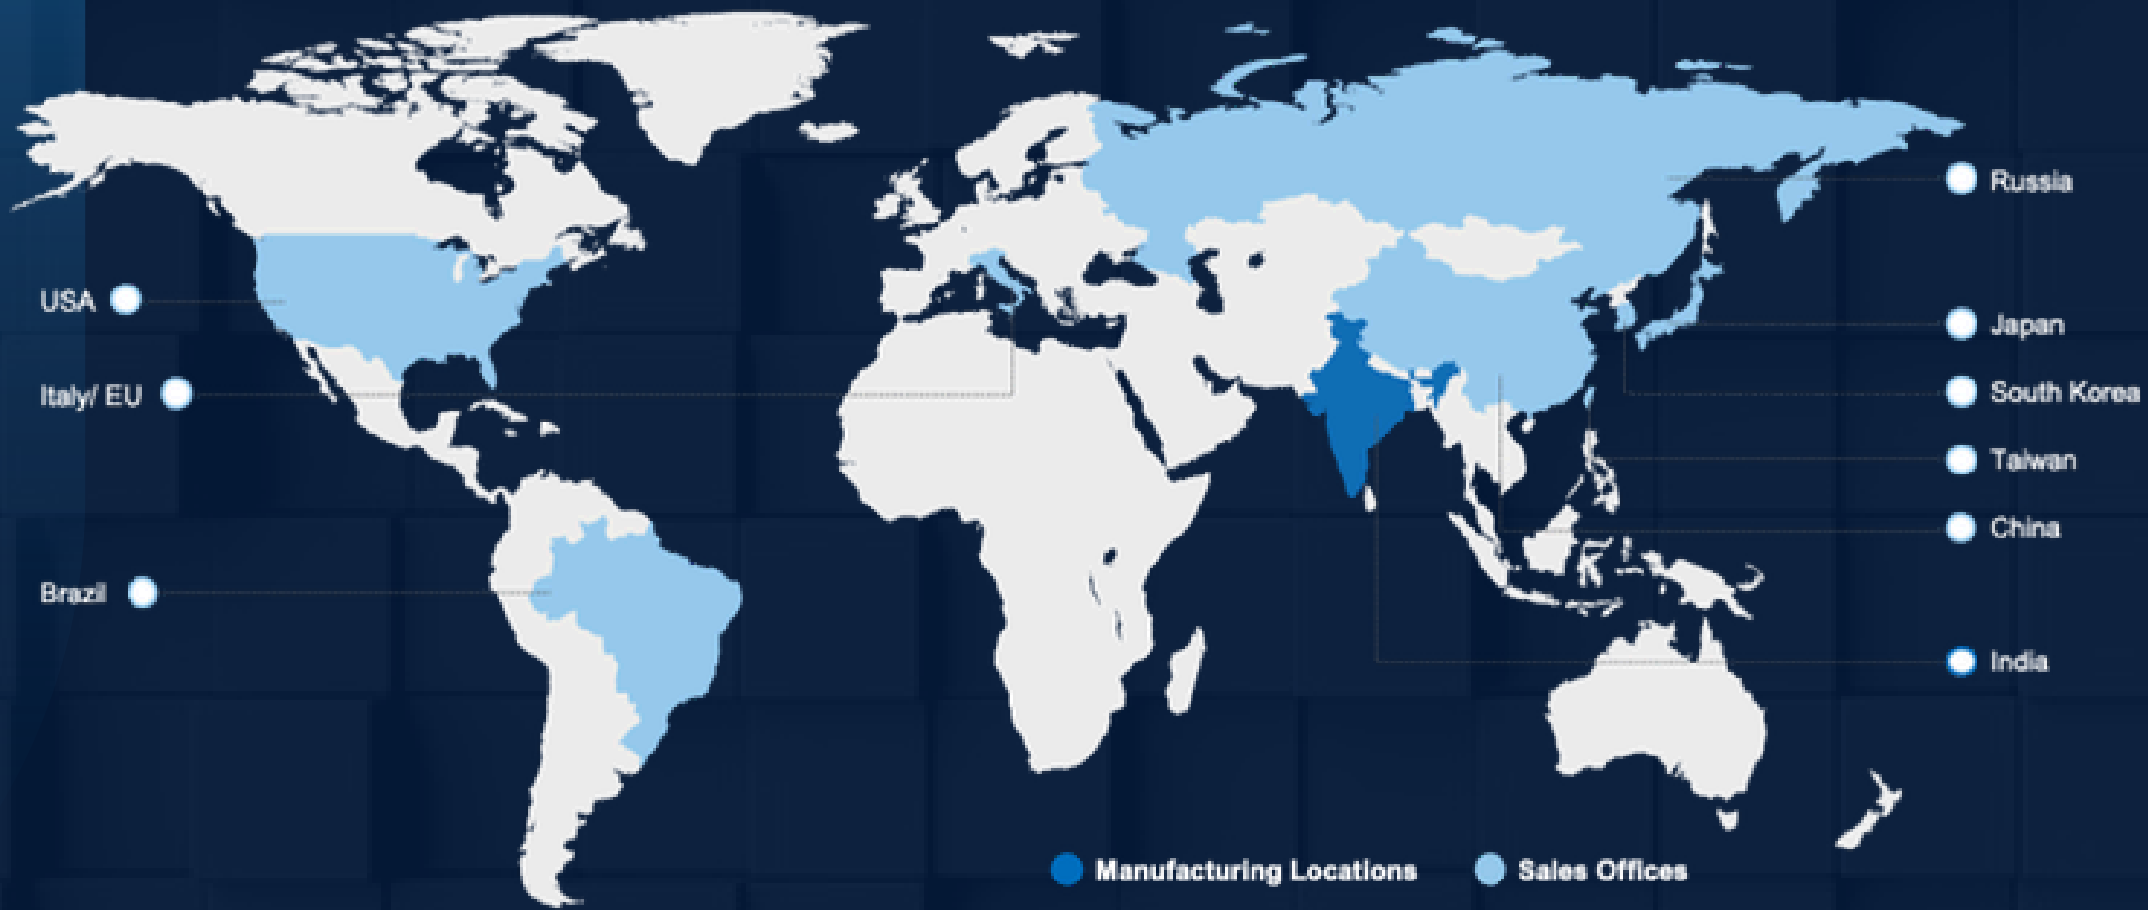 USA
Italy/ EU
Brazil
Russia
Japan
South Korea
Taiwan
China
India
Manufacturing Locations
Sales Offices